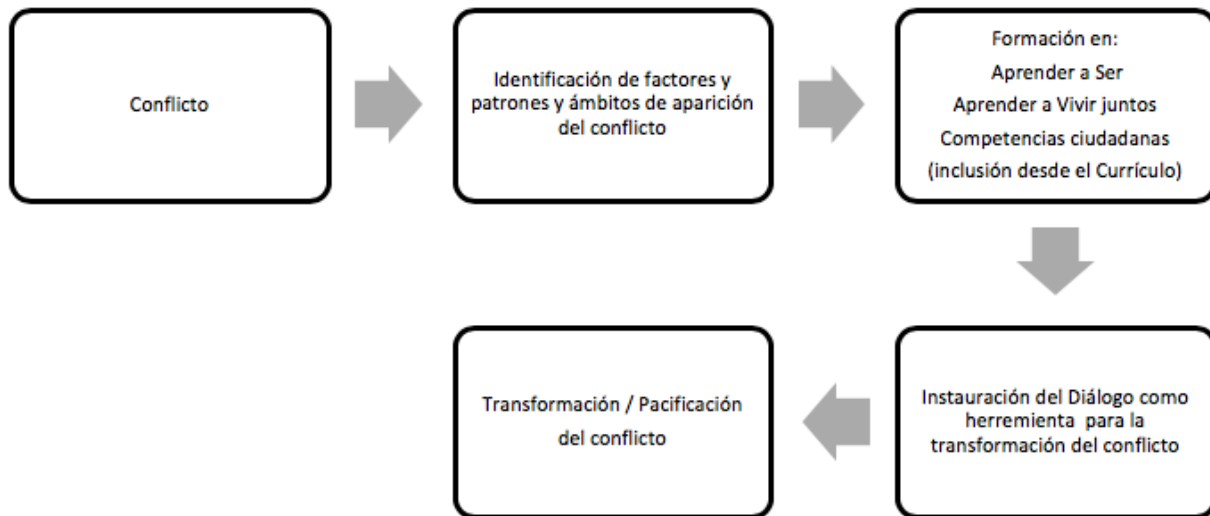 Conflicto
Identificación de factores y
patrones y ámbitos de aparición
del conflicto
Formación en:
Aprender a Ser
Aprender a Vivir juntos
Competencias ciudadanas
(inclusión desde el Currículo)
Instauración del Diálogo como
herremienta para la
transformación del conflicto
Transformación / Pacificación
del conflicto